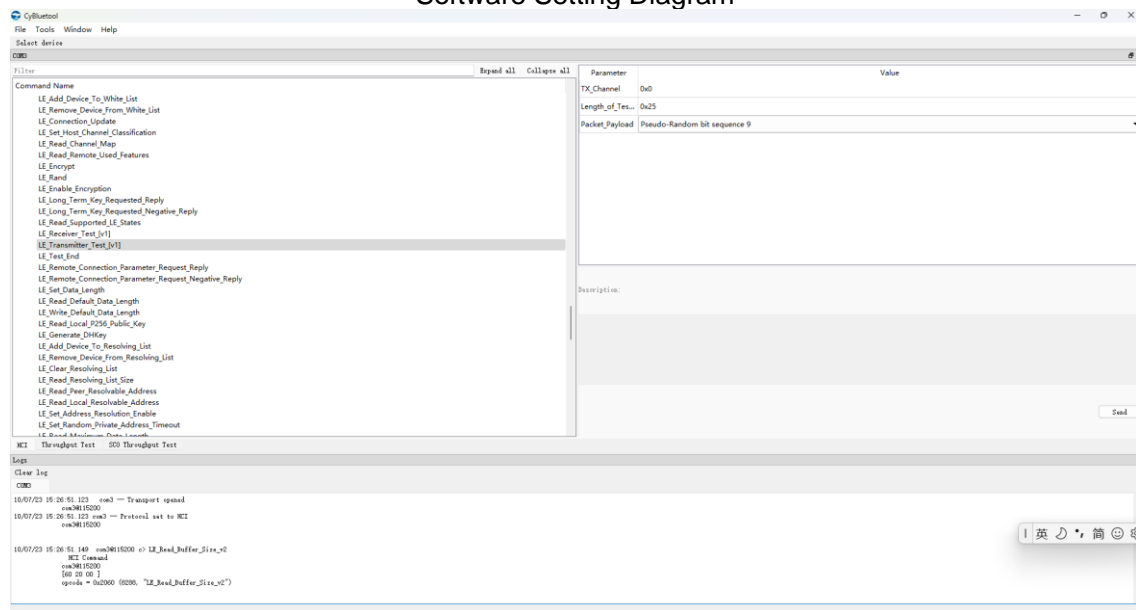 Software Setting Diagram
CyBluetool
File Tools Window Help
Select device
COM3
Filter Expand all Collapse all
Command Name
LE_Add_Device_To_White_List
LE_Remove_Device_From_White_List
LE_Connection_Update
LE_Set_Host_Channel_Classification
LE_Read_Channel_Map
LE_Read_Remote_Used_Features
LE_Encrypt
LE_Rand
LE_Enable_Encryption
LE_Long_Term_Key_Requested_Reply
LE_Long_Term_Key_Requested_Negative_Reply
LE_Read_Supported_LE_States
LE_Receiver_Test_[v1]
LE_Transmitter_Test_[v1]
LE_Test_End
LE_Remote_Connection_Parameter_Request_Reply
LE_Remote_Connection_Parameter_Request_Negative_Reply
LE_Set_Data_Length
LE_Read_Default_Data_Length
LE_Write_Default_Data_Length
LE_Read_Local_P256_Public_Key
LE_Generate_DHKey
LE_Add_Device_To_Resolving_List
LE_Remove_Device_From_Resolving_List
LE_Clear_Resolving_List
LE_Read_Resolving_List_Size
LE_Read_Peer_Resolvable_Address
LE_Read_Local_Resolvable_Address
LE_Set_Address_Resolution_Enable
LE_Set_Random_Private_Address_Timeout
LE_Read_Maximum_Data_Length
Parameter Value
TX_Channel 0x0
Length_of_Tes... 0x25
Packet_Payload Pseudo-Random bit sequence 9
Description:
Send
HCI Throughput Test SCO Throughput Test
Logs
Clear log
COM3
10/07/23 15:26:51.123 com3 — Transport opened
com3@115200
10/07/23 15:26:51.123 com3 — Protocol set to HCI
com3@115200
10/07/23 15:26:51.149 com3@115200 c> LE_Read_Buffer_Size_v2
HCI Command
com3@115200
[60 20 00 ]
opcode = 0x2060 (8288, "LE_Read_Buffer_Size_v2")
英 简